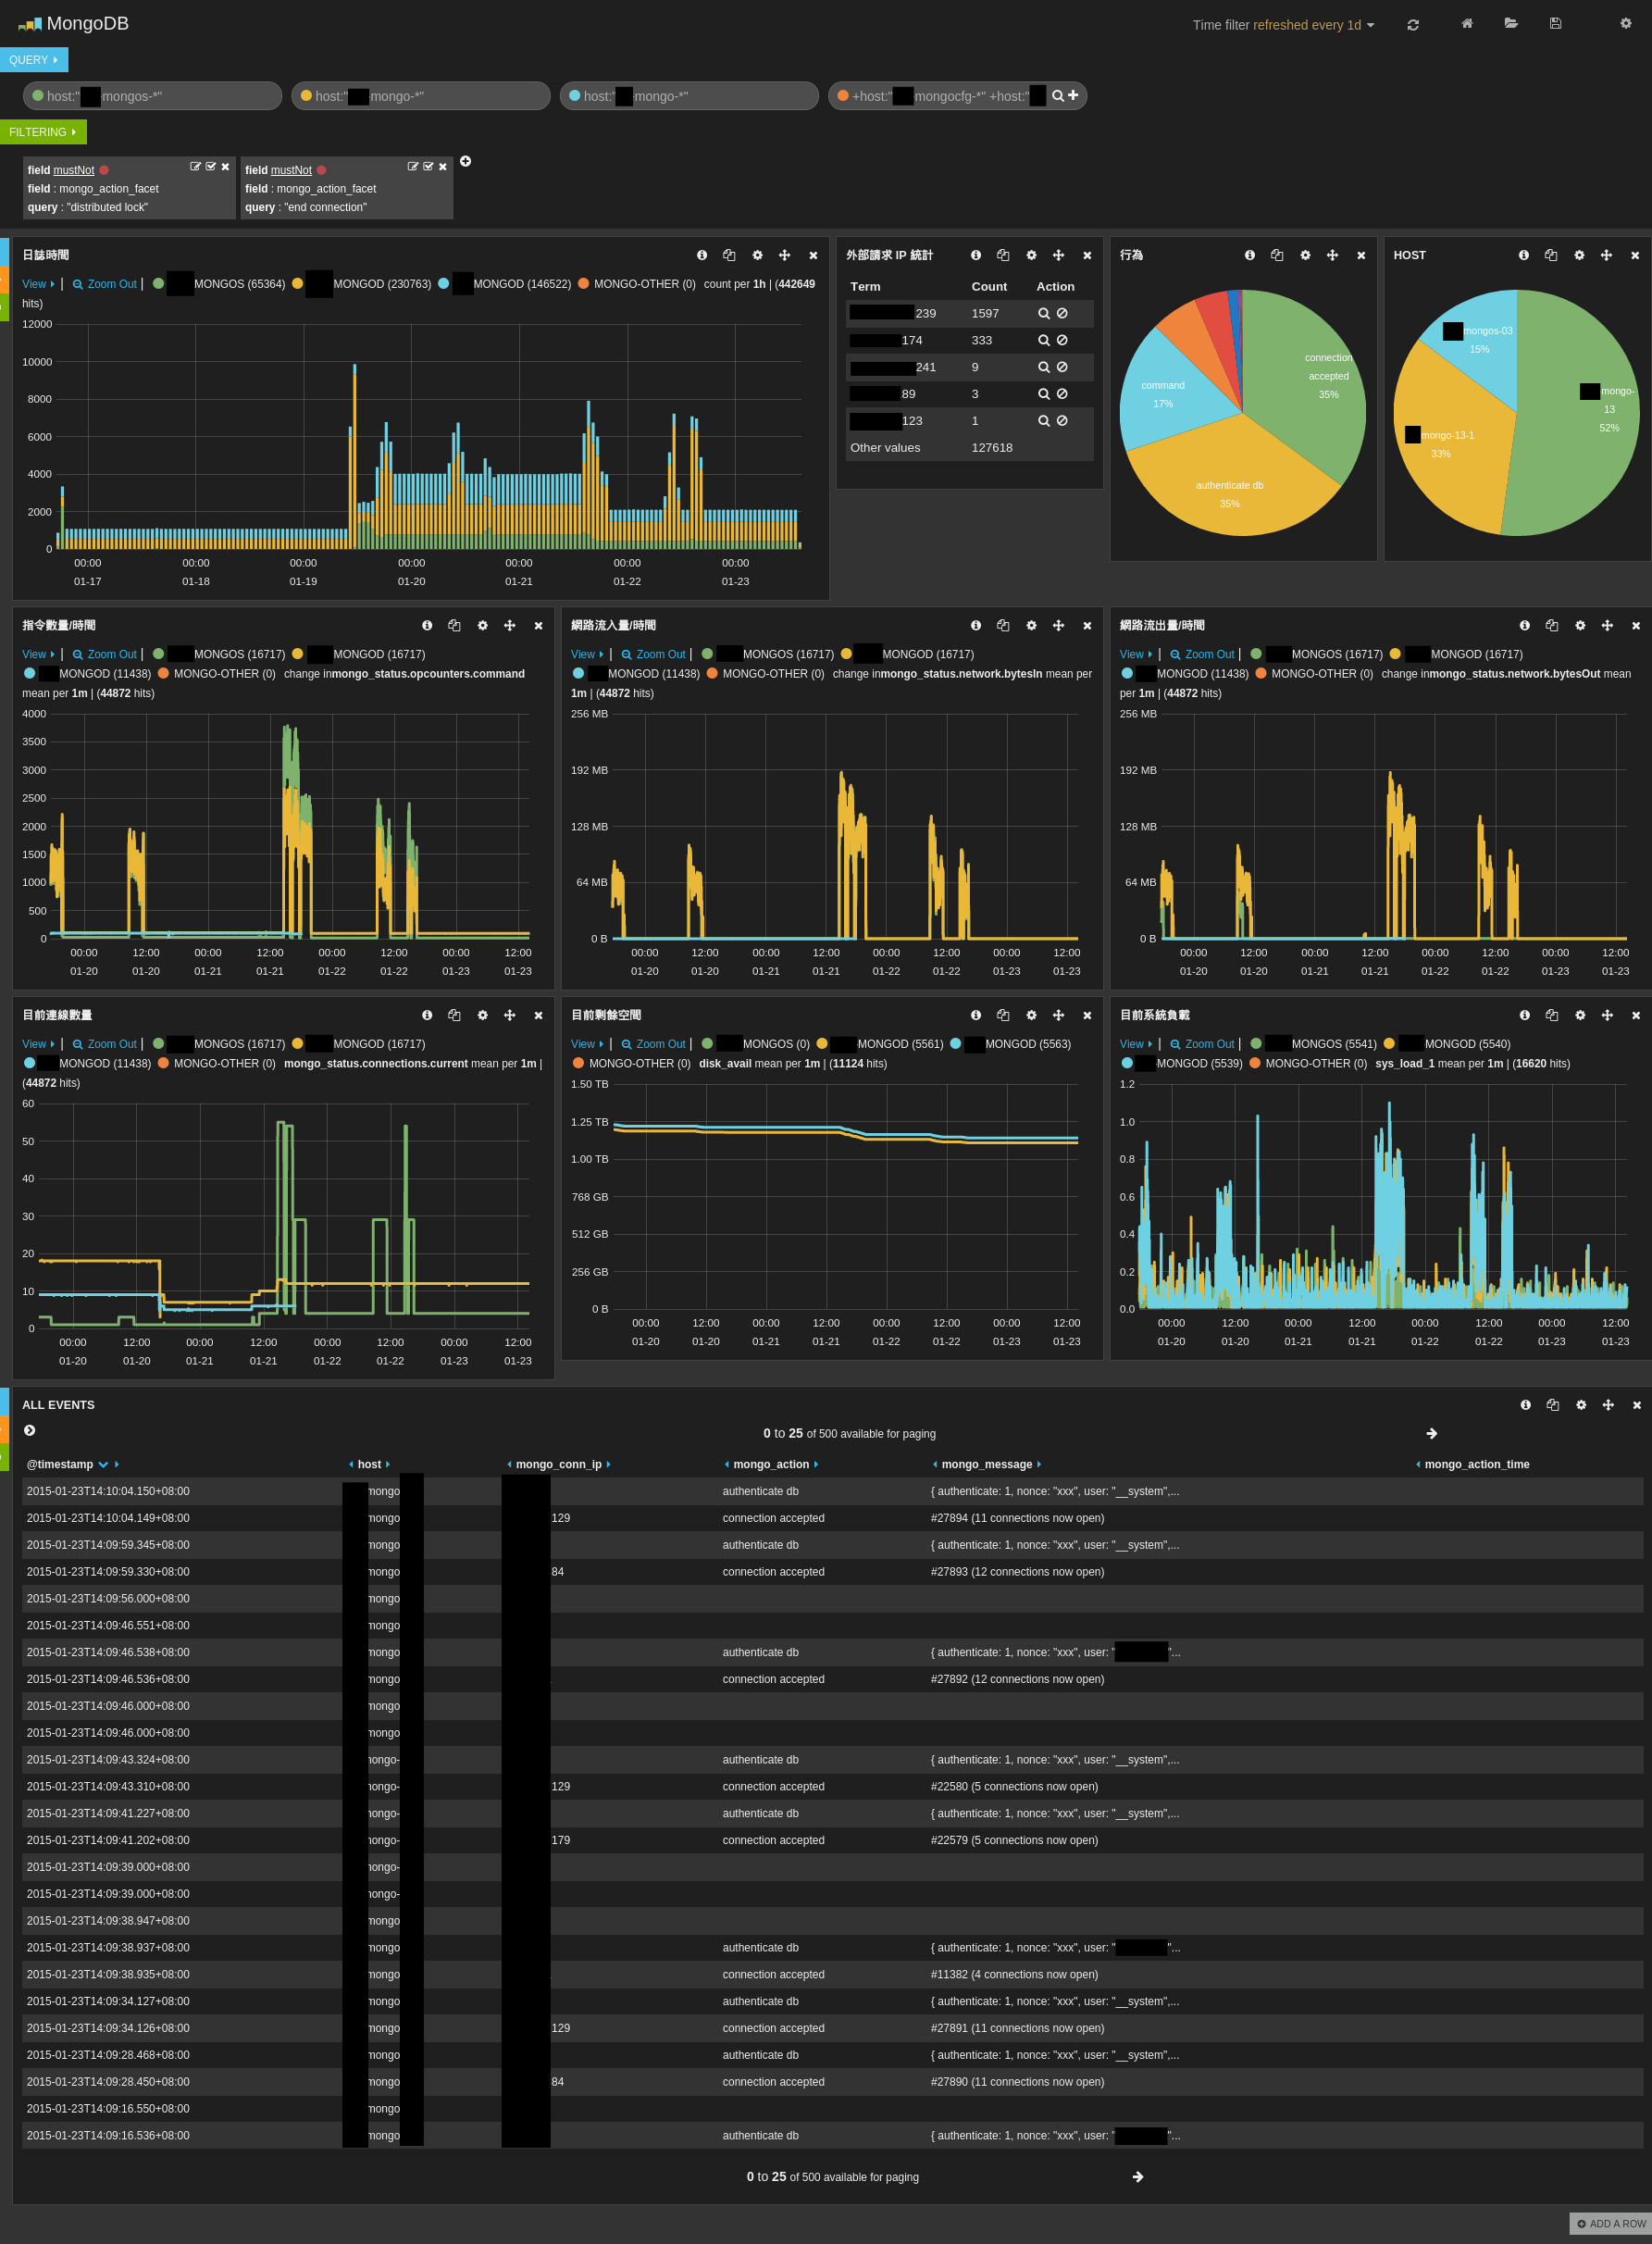 MongoDB
Time filter refreshed every 1d
QUERY
host:" mongos-*"
host:" mongo-*"
host:" -mongo-*"
+host:" mongocfg-*" +host:"
FILTERING
field mustNot
field : mongo_action_facet
query : "distributed lock"
field mustNot
field : mongo_action_facet
query : "end connection"
日誌時間
View | Zoom Out | MONGOS (65364) MONGOD (230763) MONGOD (146522) MONGO-OTHER (0) count per 1h | (442649
hits)
12000
10000
8000
6000
4000
2000
0
00:00 00:00 00:00 00:00 00:00 00:00 00:00
01-17 01-18 01-19 01-20 01-21 01-22 01-23
外部請求 IP 統計
Term Count Action
239 1597
174 333
241 9
89 3
123 1
Other values 127618
行為
connection
accepted
35%
command
17%
authenticate db
35%
HOST
mongos-03
15%
mongo-
13
52%
mongo-13-1
33%
指令數量/時間
View | Zoom Out | MONGOS (16717) MONGOD (16717)
MONGOD (11438) MONGO-OTHER (0) change in mongo_status.opcounters.command
mean per 1m | (44872 hits)
4000
3500
3000
2500
2000
1500
1000
500
0
00:00 12:00 00:00 12:00 00:00 12:00 00:00 12:00
01-20 01-20 01-21 01-21 01-22 01-22 01-23 01-23
網路流入量/時間
View | Zoom Out | MONGOS (16717) MONGOD (16717)
MONGOD (11438) MONGO-OTHER (0) change in mongo_status.network.bytesIn mean per
1m | (44872 hits)
256 MB
192 MB
128 MB
64 MB
0 B
00:00 12:00 00:00 12:00 00:00 12:00 00:00 12:00
01-20 01-20 01-21 01-21 01-22 01-22 01-23 01-23
網路流出量/時間
View | Zoom Out | MONGOS (16717) MONGOD (16717)
MONGOD (11438) MONGO-OTHER (0) change in mongo_status.network.bytesOut mean
per 1m | (44872 hits)
256 MB
192 MB
128 MB
64 MB
0 B
00:00 12:00 00:00 12:00 00:00 12:00 00:00 12:00
01-20 01-20 01-21 01-21 01-22 01-22 01-23 01-23
目前連線數量
View | Zoom Out | MONGOS (16717) MONGOD (16717)
MONGOD (11438) MONGO-OTHER (0) mongo_status.connections.current mean per 1m |
(44872 hits)
60
50
40
30
20
10
0
00:00 12:00 00:00 12:00 00:00 12:00 00:00 12:00
01-20 01-20 01-21 01-21 01-22 01-22 01-23 01-23
目前剩餘空間
View | Zoom Out | MONGOS (0) MONGOD (5561) MONGOD (5563)
MONGO-OTHER (0) disk_avail mean per 1m | (11124 hits)
1.50 TB
1.25 TB
1.00 TB
768 GB
512 GB
256 GB
0 B
00:00 12:00 00:00 12:00 00:00 12:00 00:00 12:00
01-20 01-20 01-21 01-21 01-22 01-22 01-23 01-23
目前系統負載
View | Zoom Out | MONGOS (5541) MONGOD (5540)
MONGOD (5539) MONGO-OTHER (0) sys_load_1 mean per 1m | (16620 hits)
1.2
1.0
0.8
0.6
0.4
0.2
0.0
00:00 12:00 00:00 12:00 00:00 12:00 00:00 12:00
01-20 01-20 01-21 01-21 01-22 01-22 01-23 01-23
ALL EVENTS
0 to 25 of 500 available for paging
@timestamp host mongo_conn_ip mongo_action mongo_message mongo_action_time
2015-01-23T14:10:04.150+08:00 mongo authenticate db { authenticate: 1, nonce: "xxx", user: "__system",...
2015-01-23T14:10:04.149+08:00 mongo 129 connection accepted #27894 (11 connections now open)
2015-01-23T14:09:59.345+08:00 mongo authenticate db { authenticate: 1, nonce: "xxx", user: "__system",...
2015-01-23T14:09:59.330+08:00 mongo 84 connection accepted #27893 (12 connections now open)
2015-01-23T14:09:56.000+08:00 mongo
2015-01-23T14:09:46.551+08:00 mongo
2015-01-23T14:09:46.538+08:00 mongo authenticate db { authenticate: 1, nonce: "xxx", user: " "...
2015-01-23T14:09:46.536+08:00 mongo connection accepted #27892 (12 connections now open)
2015-01-23T14:09:46.000+08:00 mongo
2015-01-23T14:09:46.000+08:00 mongo
2015-01-23T14:09:43.324+08:00 mongo- authenticate db { authenticate: 1, nonce: "xxx", user: "__system",...
2015-01-23T14:09:43.310+08:00 mongo- 129 connection accepted #22580 (5 connections now open)
2015-01-23T14:09:41.227+08:00 mongo- authenticate db { authenticate: 1, nonce: "xxx", user: "__system",...
2015-01-23T14:09:41.202+08:00 mongo- 179 connection accepted #22579 (5 connections now open)
2015-01-23T14:09:39.000+08:00 mongo-
2015-01-23T14:09:39.000+08:00 mongo-
2015-01-23T14:09:38.947+08:00 mongo
2015-01-23T14:09:38.937+08:00 mongo authenticate db { authenticate: 1, nonce: "xxx", user: " "...
2015-01-23T14:09:38.935+08:00 mongo connection accepted #11382 (4 connections now open)
2015-01-23T14:09:34.127+08:00 mongo authenticate db { authenticate: 1, nonce: "xxx", user: "__system",...
2015-01-23T14:09:34.126+08:00 mongo 129 connection accepted #27891 (11 connections now open)
2015-01-23T14:09:28.468+08:00 mongo authenticate db { authenticate: 1, nonce: "xxx", user: "__system",...
2015-01-23T14:09:28.450+08:00 mongo 84 connection accepted #27890 (11 connections now open)
2015-01-23T14:09:16.550+08:00 mongo
2015-01-23T14:09:16.536+08:00 mongo authenticate db { authenticate: 1, nonce: "xxx", user: " "...
0 to 25 of 500 available for paging
ADD A ROW